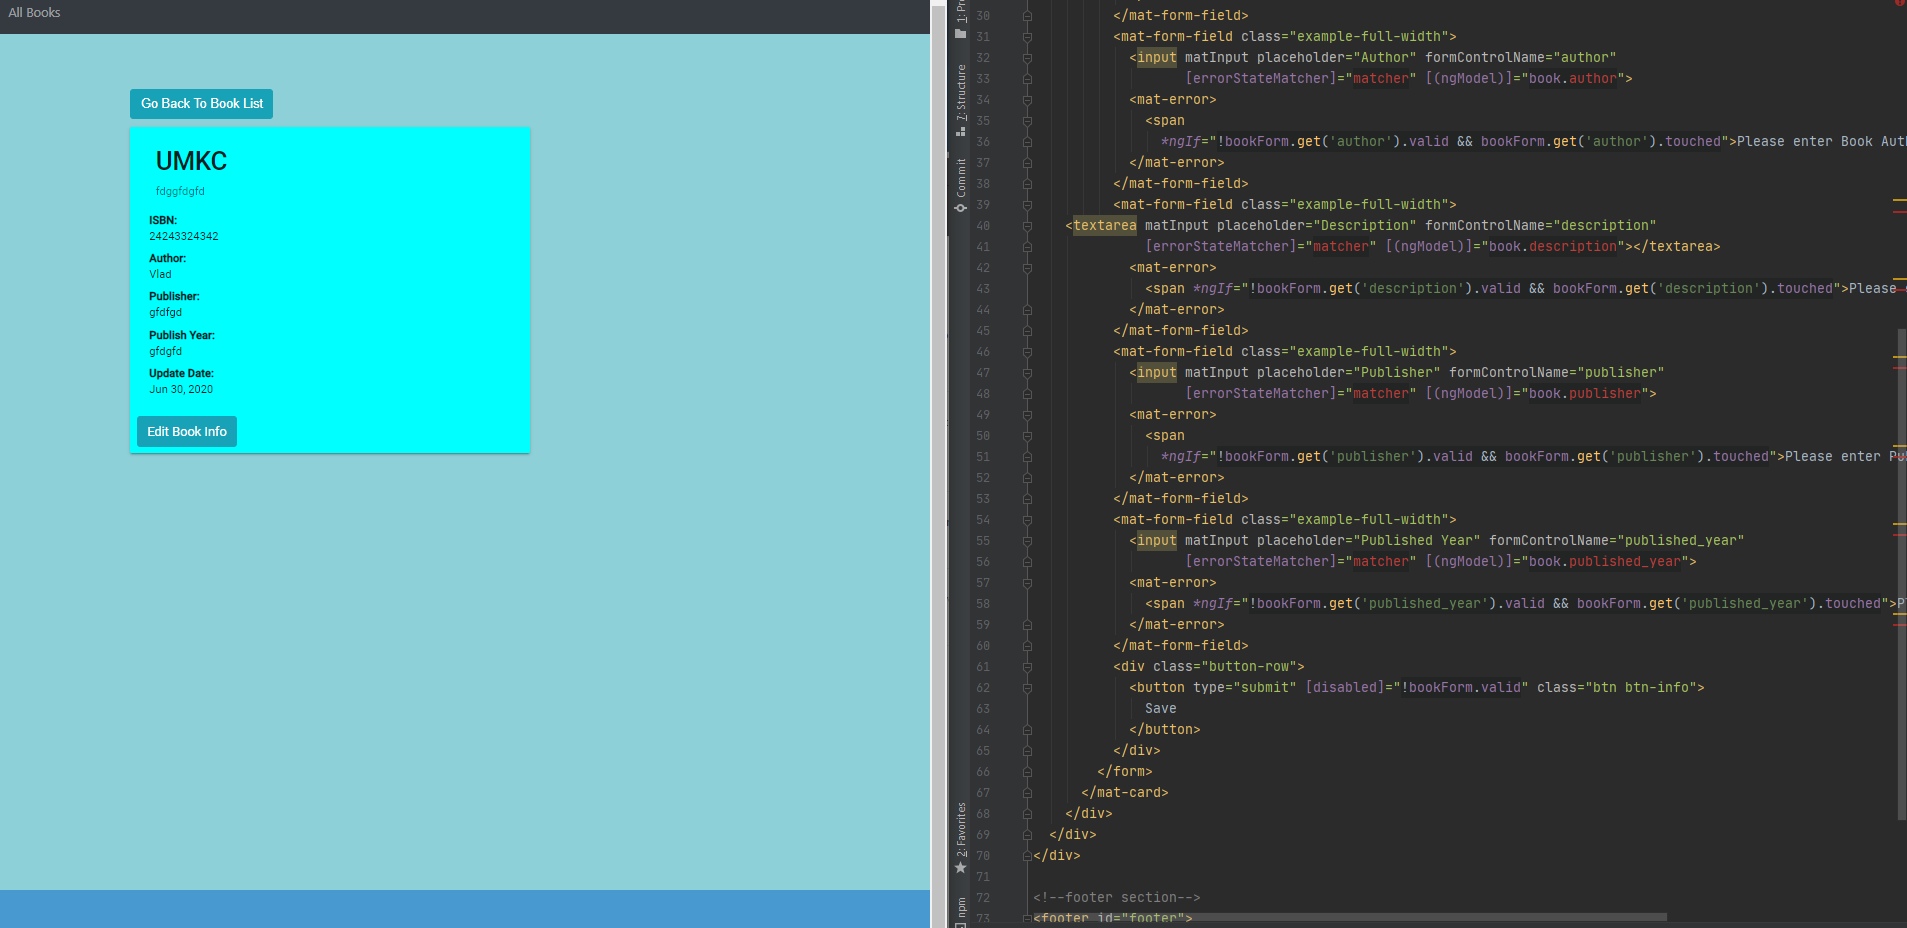 All Books
Go Back To Book List
UMKC
fdggfdgfd
ISBN:
24243324342
Author:
Vlad
Publisher:
gfdfgd
Publish Year:
gfdgfd
Update Date:
Jun 30, 2020
Edit Book Info
7: Structure
Commit
2: Favorites
npm
30 </mat-form-field>
31 <mat-form-field class="example-full-width">
32 <input matInput placeholder="Author" formControlName="author"
33 [errorStateMatcher]="matcher" [(ngModel)]="book.author">
34 <mat-error>
35 <span
36 *ngIf="!bookForm.get('author').valid && bookForm.get('author').touched">Please enter Book
37 </mat-error>
38 </mat-form-field>
39 <mat-form-field class="example-full-width">
40 <textarea matInput placeholder="Description" formControlName="description"
41 [errorStateMatcher]="matcher" [(ngModel)]="book.description"></textarea>
42 <mat-error>
43 <span *ngIf="!bookForm.get('description').valid && bookForm.get('description').touched">Please
44 </mat-error>
45 </mat-form-field>
46 <mat-form-field class="example-full-width">
47 <input matInput placeholder="Publisher" formControlName="publisher"
48 [errorStateMatcher]="matcher" [(ngModel)]="book.publisher">
49 <mat-error>
50 <span
51 *ngIf="!bookForm.get('publisher').valid && bookForm.get('publisher').touched">Please enter
52 </mat-error>
53 </mat-form-field>
54 <mat-form-field class="example-full-width">
55 <input matInput placeholder="Published Year" formControlName="published_year"
56 [errorStateMatcher]="matcher" [(ngModel)]="book.published_year">
57 <mat-error>
58 <span *ngIf="!bookForm.get('published_year').valid && bookForm.get('published_year').touched">
59 </mat-error>
60 </mat-form-field>
61 <div class="button-row">
62 <button type="submit" [disabled]="!bookForm.valid" class="btn btn-info">
63 Save
64 </button>
65 </div>
66 </form>
67 </mat-card>
68 </div>
69 </div>
70 </div>
71
72 <!--footer section-->
73 <footer id="footer">